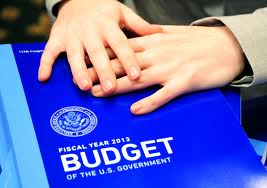 FISCAL YEAR 2013
BUDGET
OF THE U.S. GOVERNMENT